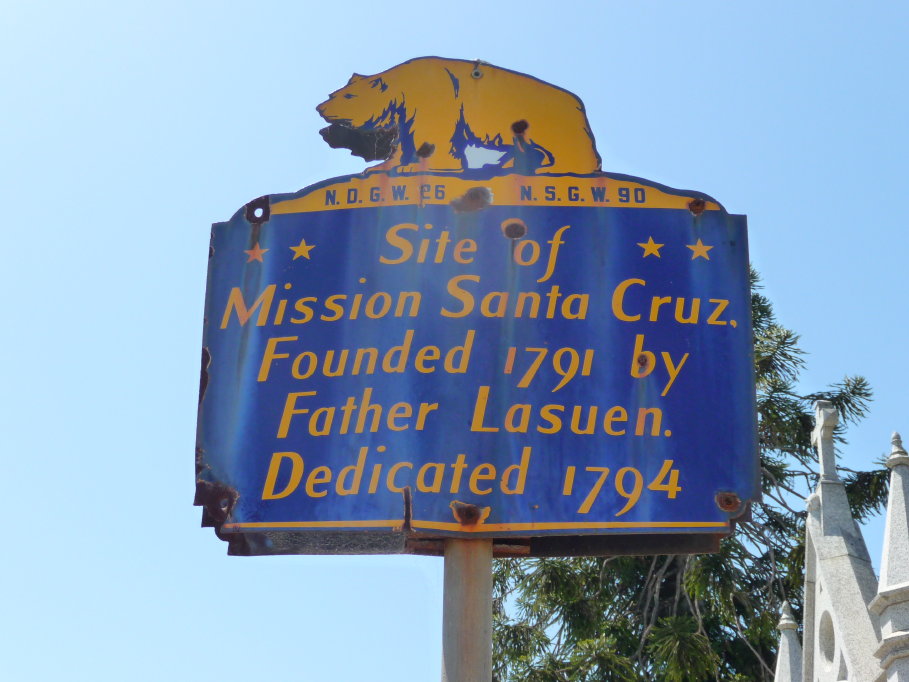 N.D.G.W. 26 N.S.G.W. 90
Site of
Mission Santa Cruz,
Founded 1791 by
Father Lasuen.
Dedicated 1794